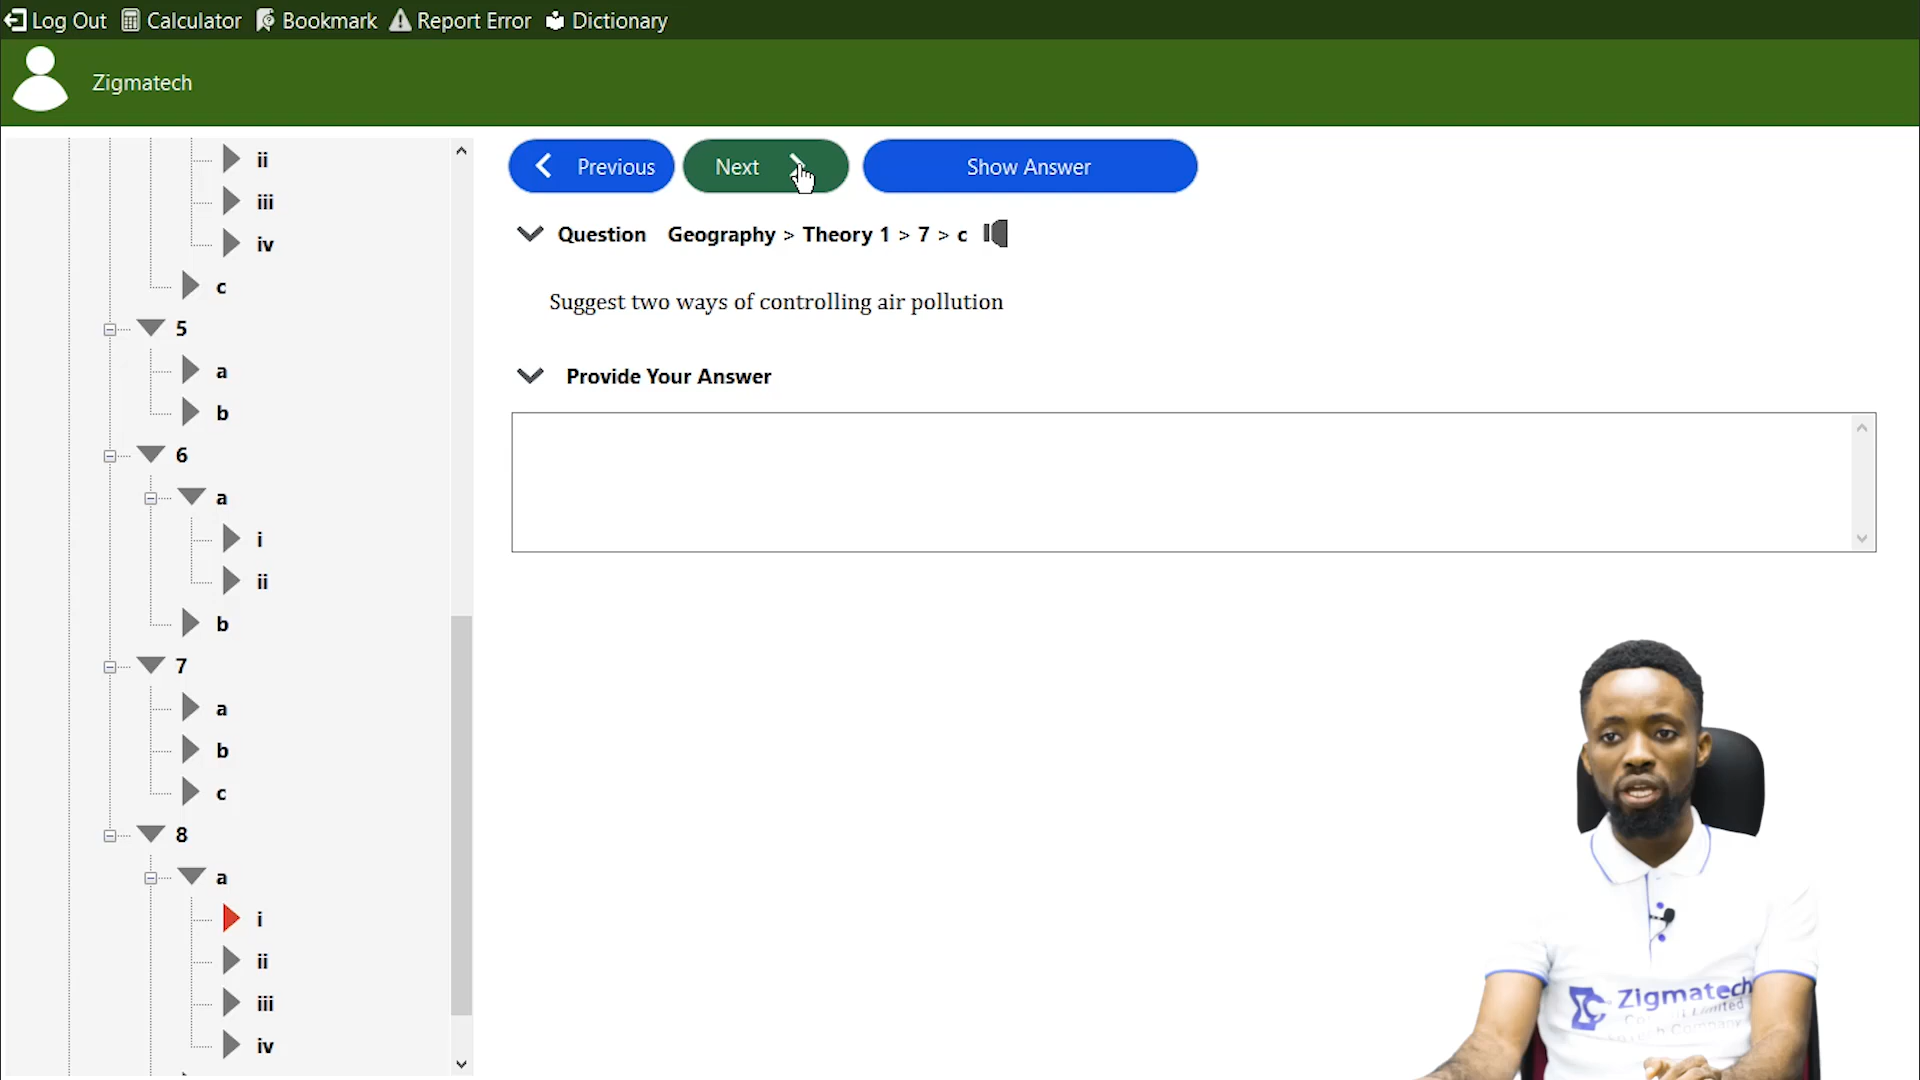 Log Out Calculator Bookmark Report Error Dictionary
Zigmatech
ii
iii
iv
c
5
a
b
6
a
i
ii
b
7
a
b
c
8
a
i
ii
iii
iv
Previous Next Show Answer
Question Geography > Theory 1 > 7 > c
Suggest two ways of controlling air pollution
Provide Your Answer
Zigmatech
Limited
Company